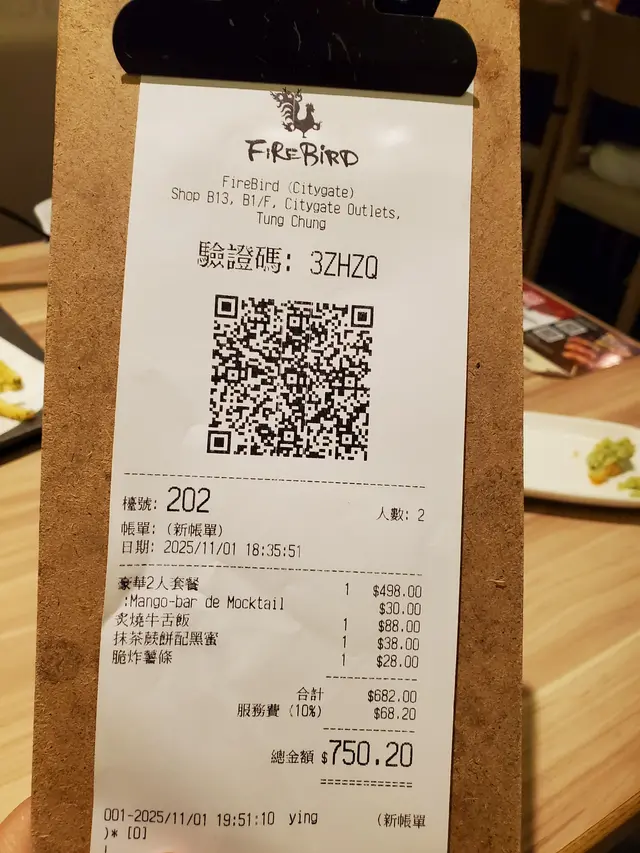 FIREBIRD
FireBird (Citygate)
Shop B13, B1/F, Citygate Outlets,
Tung Chung
驗證碼: 3ZHZQ
檯號: 202 人數: 2
帳單: (新帳單)
日期: 2025/11/01 18:35:51
豪華2人套餐 1 $498.00
:Mango-bar de Mocktail $30.00
炙燒牛舌飯 1 $88.00
抹茶蕨餅配黑蜜 1 $38.00
脆炸薯條 1 $28.00
合計 $682.00
服務費 (10%) $68.20
總金額 $750.20
001-2025/11/01 19:51:10 ying (新帳單
)* [0]